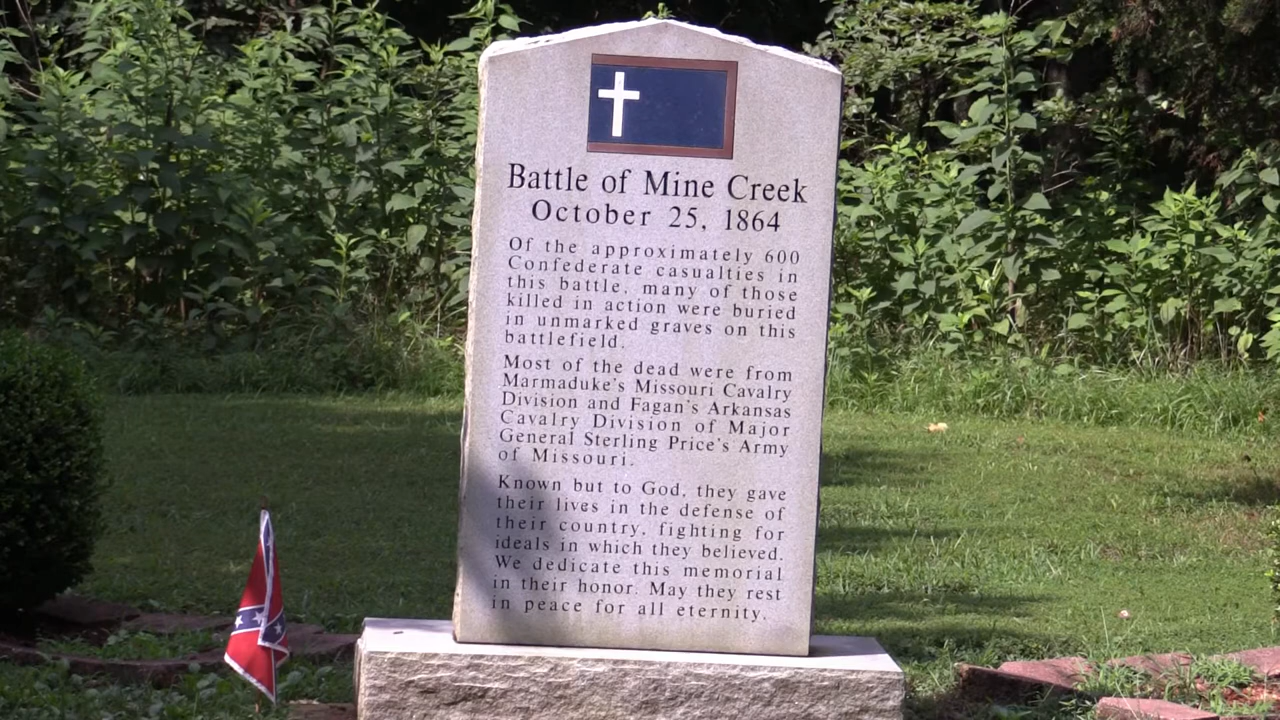 Battle of Mine Creek
October 25, 1864
Of the approximately 600
Confederate casualties in
this battle, many of those
killed in action were buried
in unmarked graves on this
battlefield.
Most of the dead were from
Marmaduke's Missouri Cavalry
Division and Fagan's Arkansas
Cavalry Division of Major
General Sterling Price's Army
of Missouri.
Known but to God, they gave
their lives in the defense of
their country, fighting for
ideals in which they believed.
We dedicate this memorial
in their honor. May they rest
in peace for all eternity.